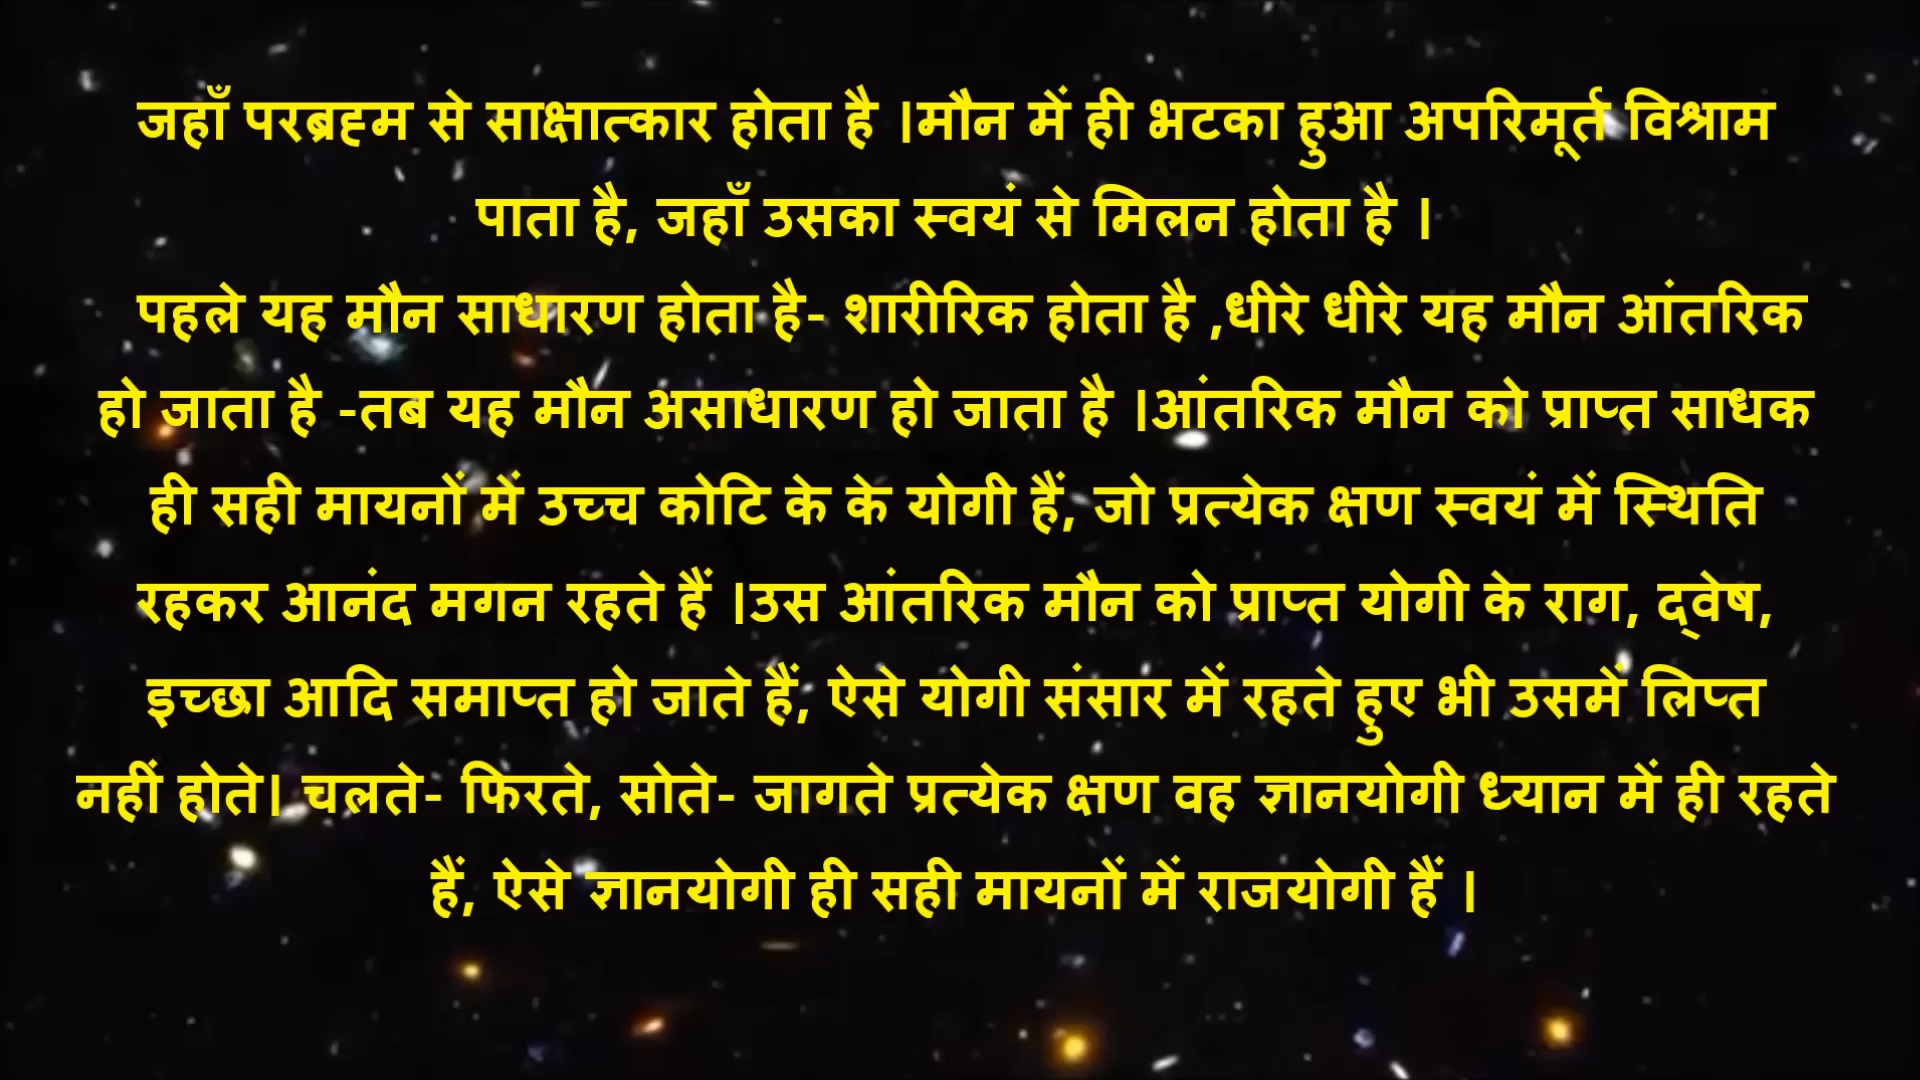 जहाँ परब्रह्म से साक्षात्कार होता है ।मौन में ही भटका हुआ अपरिमूर्त विश्राम
पाता है, जहाँ उसका स्वयं से मिलन होता है ।
पहले यह मौन साधारण होता है- शारीरिक होता है ,धीरे धीरे यह मौन आंतरिक
हो जाता है -तब यह मौन असाधारण हो जाता है ।आंतरिक मौन को प्राप्त साधक
ही सही मायनों में उच्च कोटि के के योगी हैं, जो प्रत्येक क्षण स्वयं में स्थिति
रहकर आनंद मगन रहते हैं ।उस आंतरिक मौन को प्राप्त योगी के राग, द्वेष,
इच्छा आदि समाप्त हो जाते हैं, ऐसे योगी संसार में रहते हुए भी उसमें लिप्त
नहीं होते। चलते- फिरते, सोते- जागते प्रत्येक क्षण वह ज्ञानयोगी ध्यान में ही रहते
हैं, ऐसे ज्ञानयोगी ही सही मायनों में राजयोगी हैं ।